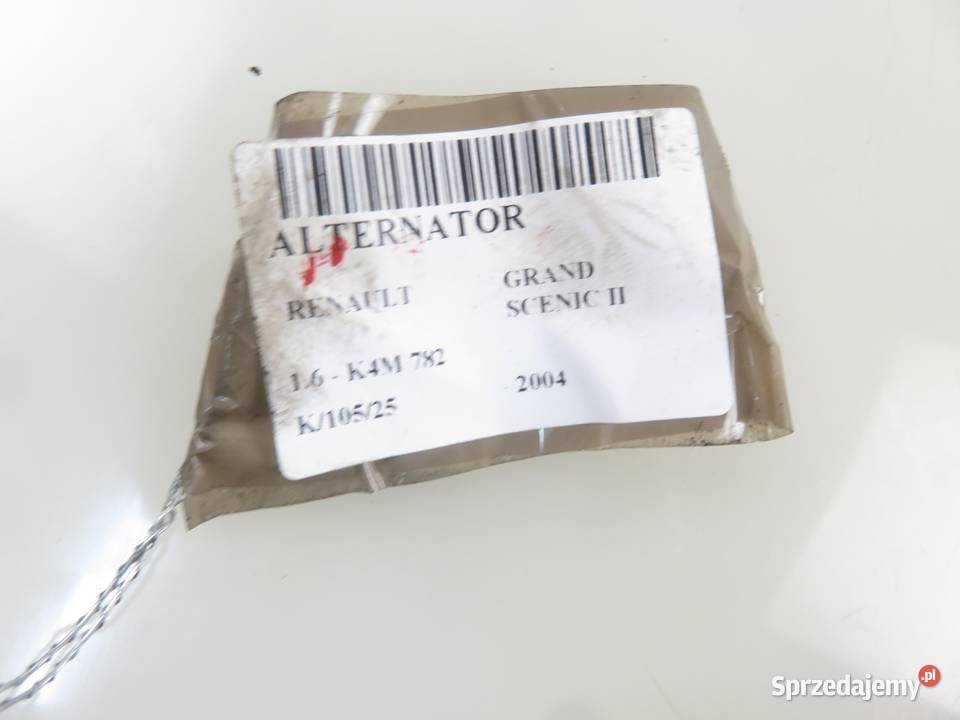 ALTERNATOR
RENAULT GRAND SCENIC II
1.6 - K4M 782 2004
K/105/25
Sprzedajemy.pl